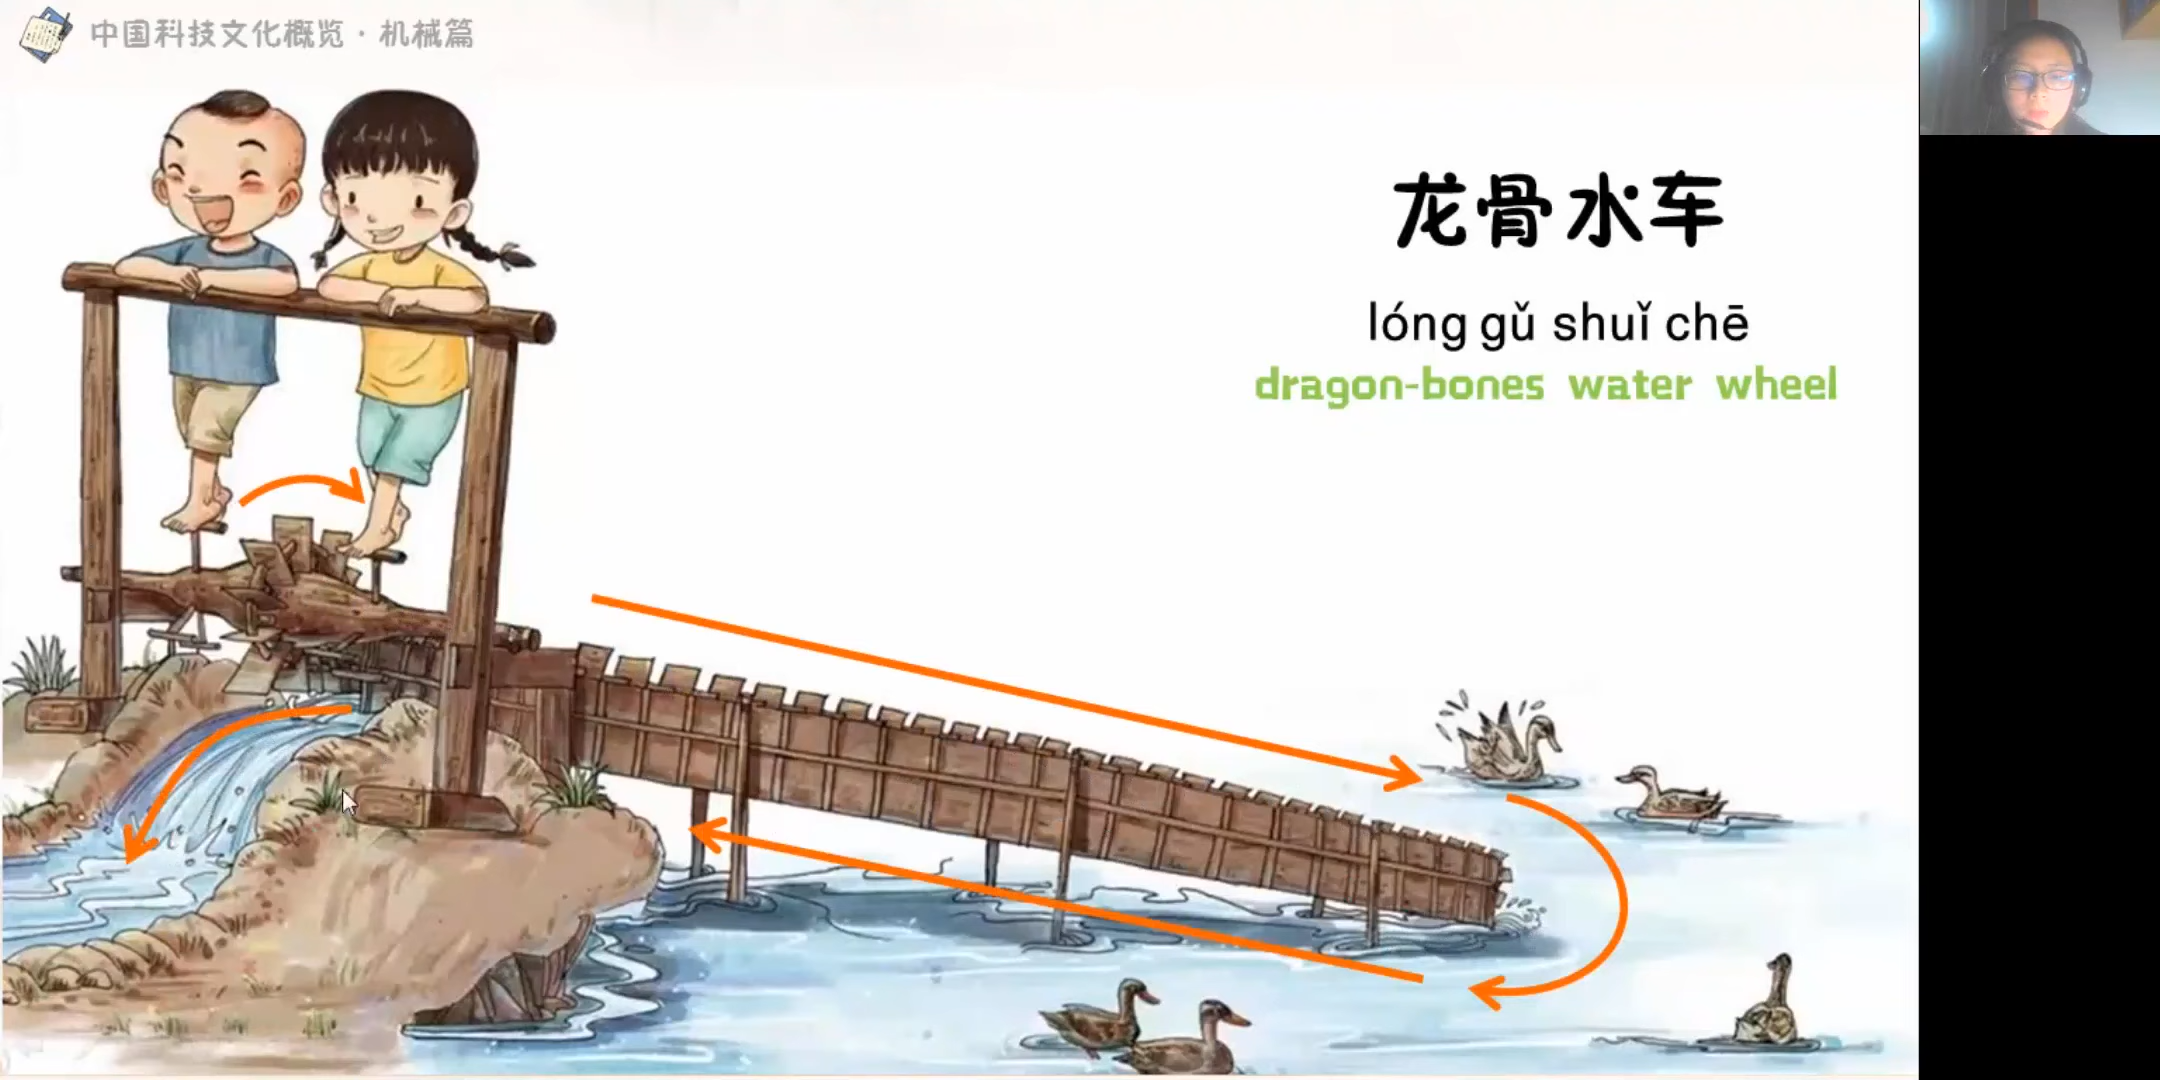 中国科技文化概览·机械篇
龙骨水车
lóng gǔ shuǐ chē
dragon-bones water wheel